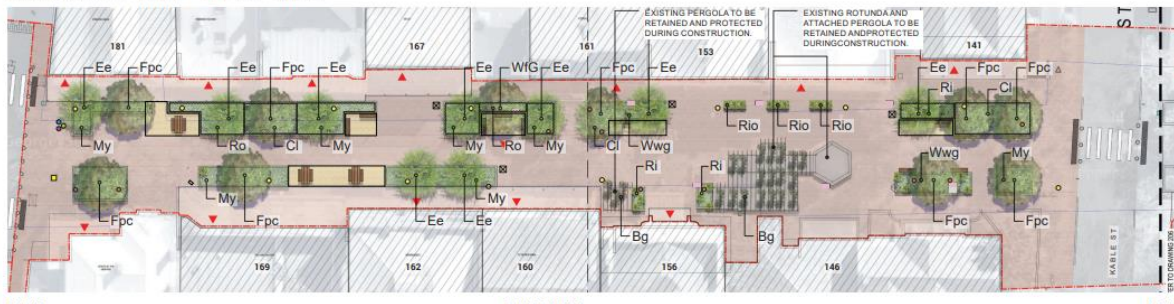 EXISTING PERGOLA TO BE
RETAINED AND PROTECTED
DURING CONSTRUCTION.
EXISTING ROTUNDA AND
ATTACHED PERGOLA TO BE
RETAINED ANDPROTECTED
DURINGCONSTRUCTION.
ST
181
167
161
153
141
Ee
Fpc
Ee
Fpc
Ee
WfG
Ee
Fpc
Ee
Ee
Fpc
Fpc
Ri
Cl
My
Ro
Cl
My
My
Ro
My
Cl
Wwg
Rio
Rio
Rio
Wwg
My
Ri
Ri
My
Fpc
Fpc
Ee
Ee
Fpc
Fpc
Bg
Bg
169
162
160
156
146
KABLE ST